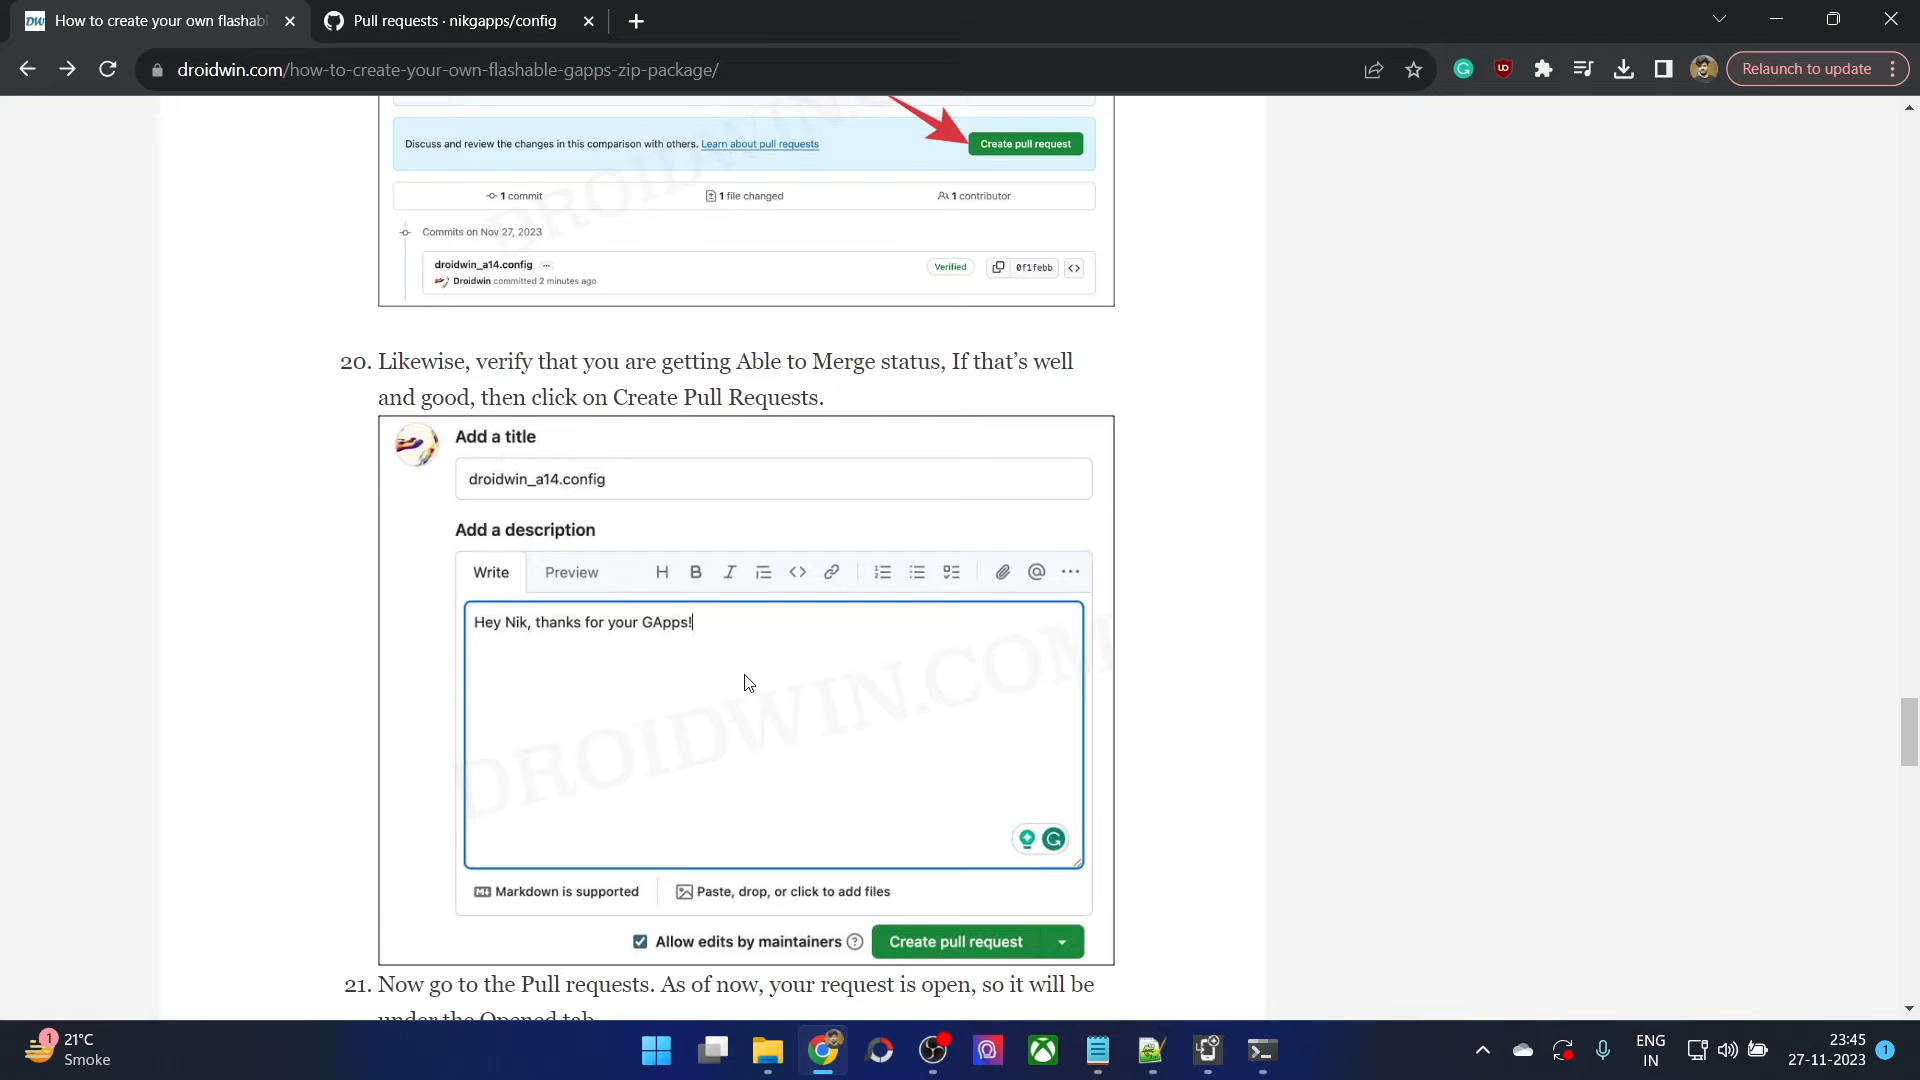 How to create your own flashabl
Pull requests · nikgapps/config
droidwin.com/how-to-create-your-own-flashable-gapps-zip-package/
Relaunch to update
Discuss and review the changes in this comparison with others. Learn about pull requests
Create pull request
1 commit
1 file changed
1 contributor
Commits on Nov 27, 2023
droidwin_a14.config
Verified
0f1febb
Droidwin committed 2 minutes ago
20. Likewise, verify that you are getting Able to Merge status, If that's well
and good, then click on Create Pull Requests.
Add a title
droidwin_a14.config
Add a description
Write
Preview
Hey Nik, thanks for your GApps!
DROIDWIN.COM
Markdown is supported
Paste, drop, or click to add files
Allow edits by maintainers
Create pull request
21. Now go to the Pull requests. As of now, your request is open, so it will be
under the Opened tab
21°C
Smoke
ENG
IN
23:45
27-11-2023